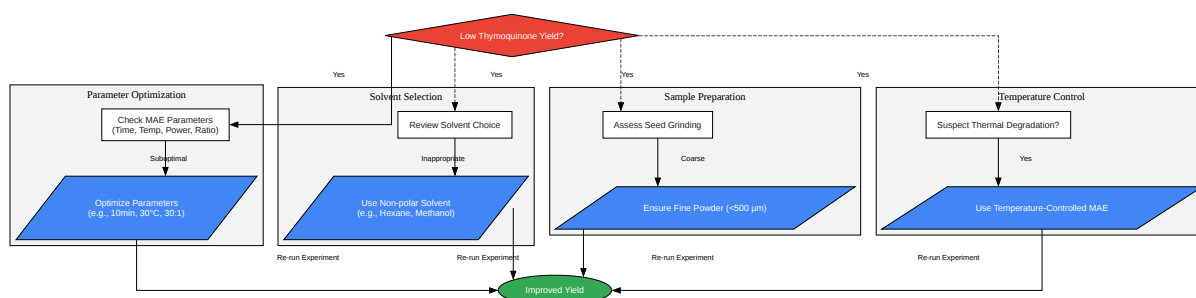 Low Thymoquinone Yield?
Yes
Yes
Yes
Yes
Parameter Optimization
Solvent Selection
Sample Preparation
Temperature Control
Check MAE Parameters
(Time, Temp, Power, Ratio)
Review Solvent Choice
Assess Seed Grinding
Suspect Thermal Degradation?
Suboptimal
Inappropriate
Coarse
Yes
Optimize Parameters
(e.g., 10min, 30°C, 30:1)
Use Non-polar Solvent
(e.g., Hexane, Methanol)
Ensure Fine Powder (<500 µm)
Use Temperature-Controlled MAE
Re-run Experiment
Re-run Experiment
Re-run Experiment
Re-run Experiment
Improved Yield